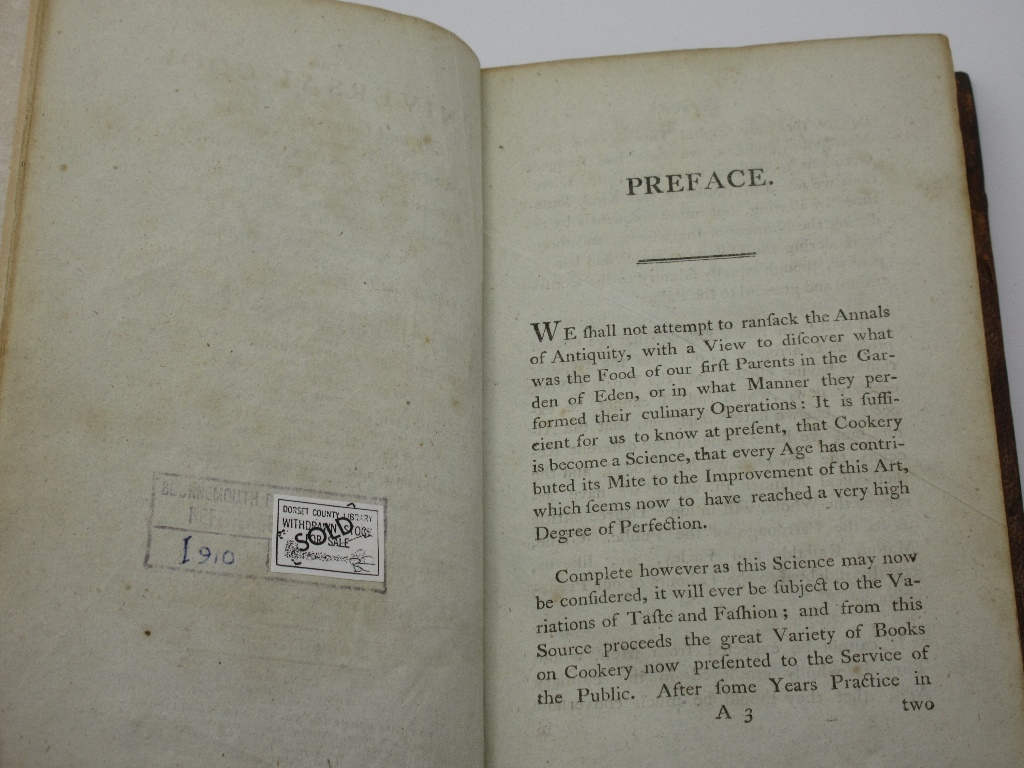 1910
DORSET COUNTY LIBRARY
WITHDRAWN STOCK
FOR SALE
SOLD
PREFACE.
WE ſhall not attempt to ranſack the Annals
of Antiquity, with a View to diſcover what
was the Food of our firſt Parents in the Gar-
den of Eden, or in what Manner they per-
formed their culinary Operations: It is ſuffi-
cient for us to know at preſent, that Cookery
is become a Science, that every Age has contri-
buted its Mite to the Improvement of this Art,
which ſeems now to have reached a very high
Degree of Perfection.
Complete however as this Science may now
be conſidered, it will ever be ſubject to the Va-
riations of Taſte and Faſhion; and from this
Source proceeds the great Variety of Books
on Cookery now preſented to the Service of
the Public. After ſome Years Practice in
A 3 two